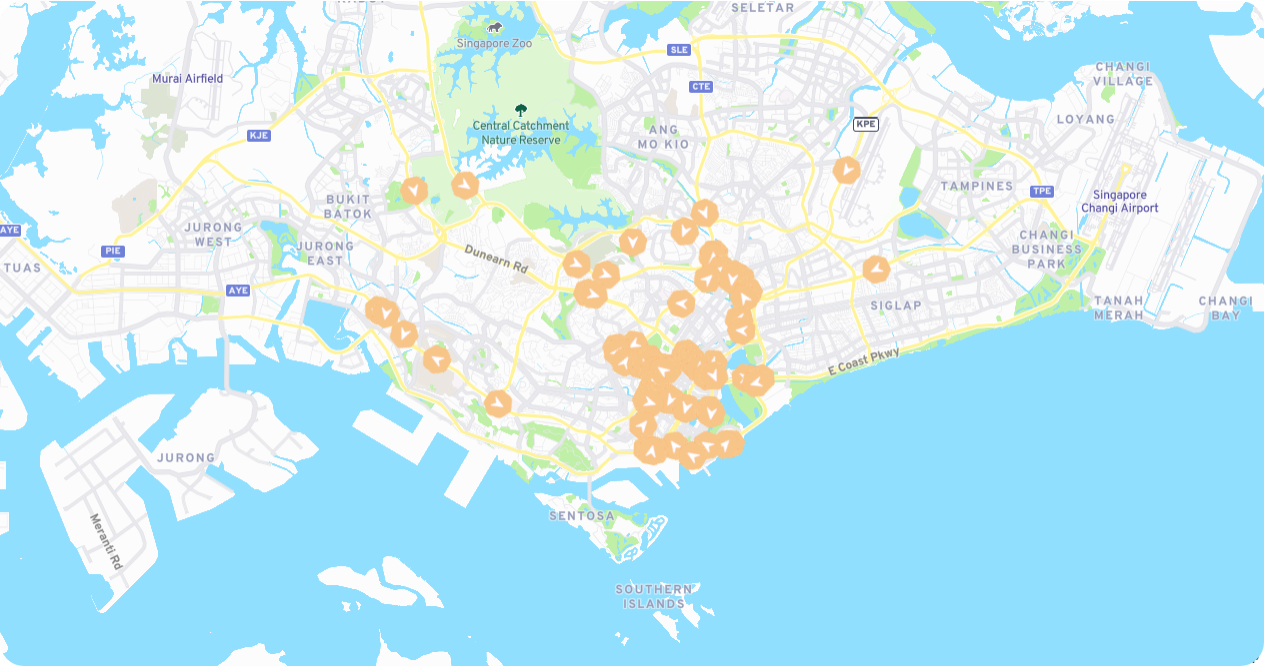 SELETAR
Singapore Zoo
SLE
CHANGI
VILLAGE
Murai Airfield
CTE
Central Catchment
Nature Reserve
KPE
LOYANG
KJE
ANG
MO KIO
TAMPINES
TPE
Singapore
Changi Airport
BUKIT
BATOK
AYE
JURONG
WEST
JURONG
EAST
PIE
Dunearn Rd
CHANGI
BUSINESS
PARK
TUAS
AYE
SIGLAP
TANAH
MERAH
CHANGI
BAY
E Coast Pkwy
JURONG
Meranti Rd
SENTOSA
SOUTHERN
ISLANDS